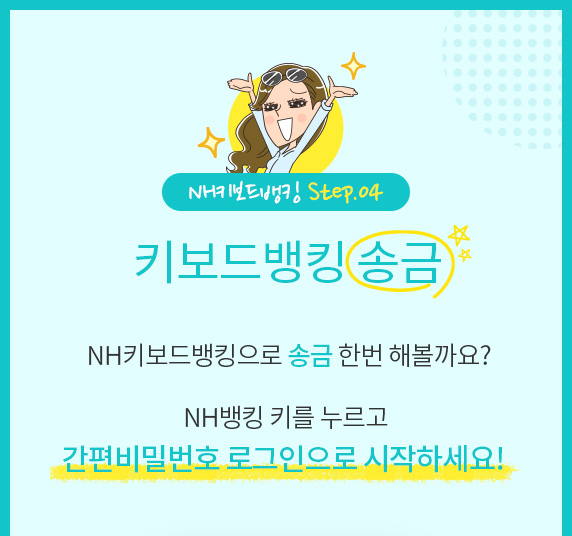 NH키보드뱅킹 Step.04
키보드뱅킹 송금
NH키보드뱅킹으로 송금 한번 해볼까요?
NH뱅킹 키를 누르고
간편비밀번호 로그인으로 시작하세요!